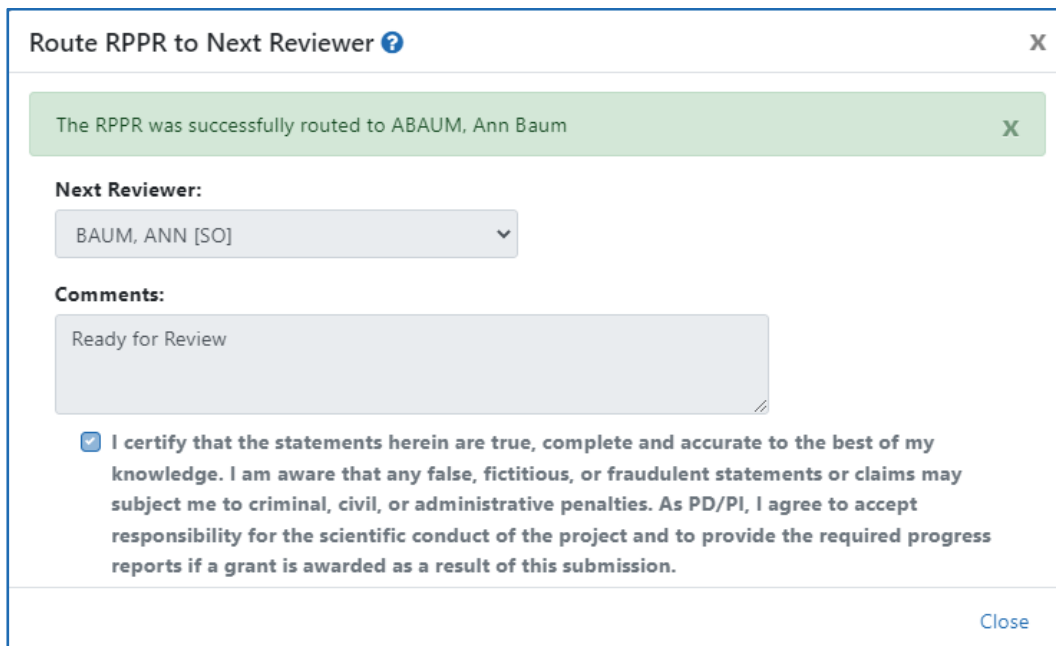 Route RPPR to Next Reviewer ?
X
The RPPR was successfully routed to ABAUM, Ann Baum
X
Next Reviewer:
BAUM, ANN [SO]
Comments:
Ready for Review
I certify that the statements herein are true, complete and accurate to the best of my
knowledge. I am aware that any false, fictitious, or fraudulent statements or claims may
subject me to criminal, civil, or administrative penalties. As PD/PI, I agree to accept
responsibility for the scientific conduct of the project and to provide the required progress
reports if a grant is awarded as a result of this submission.
Close